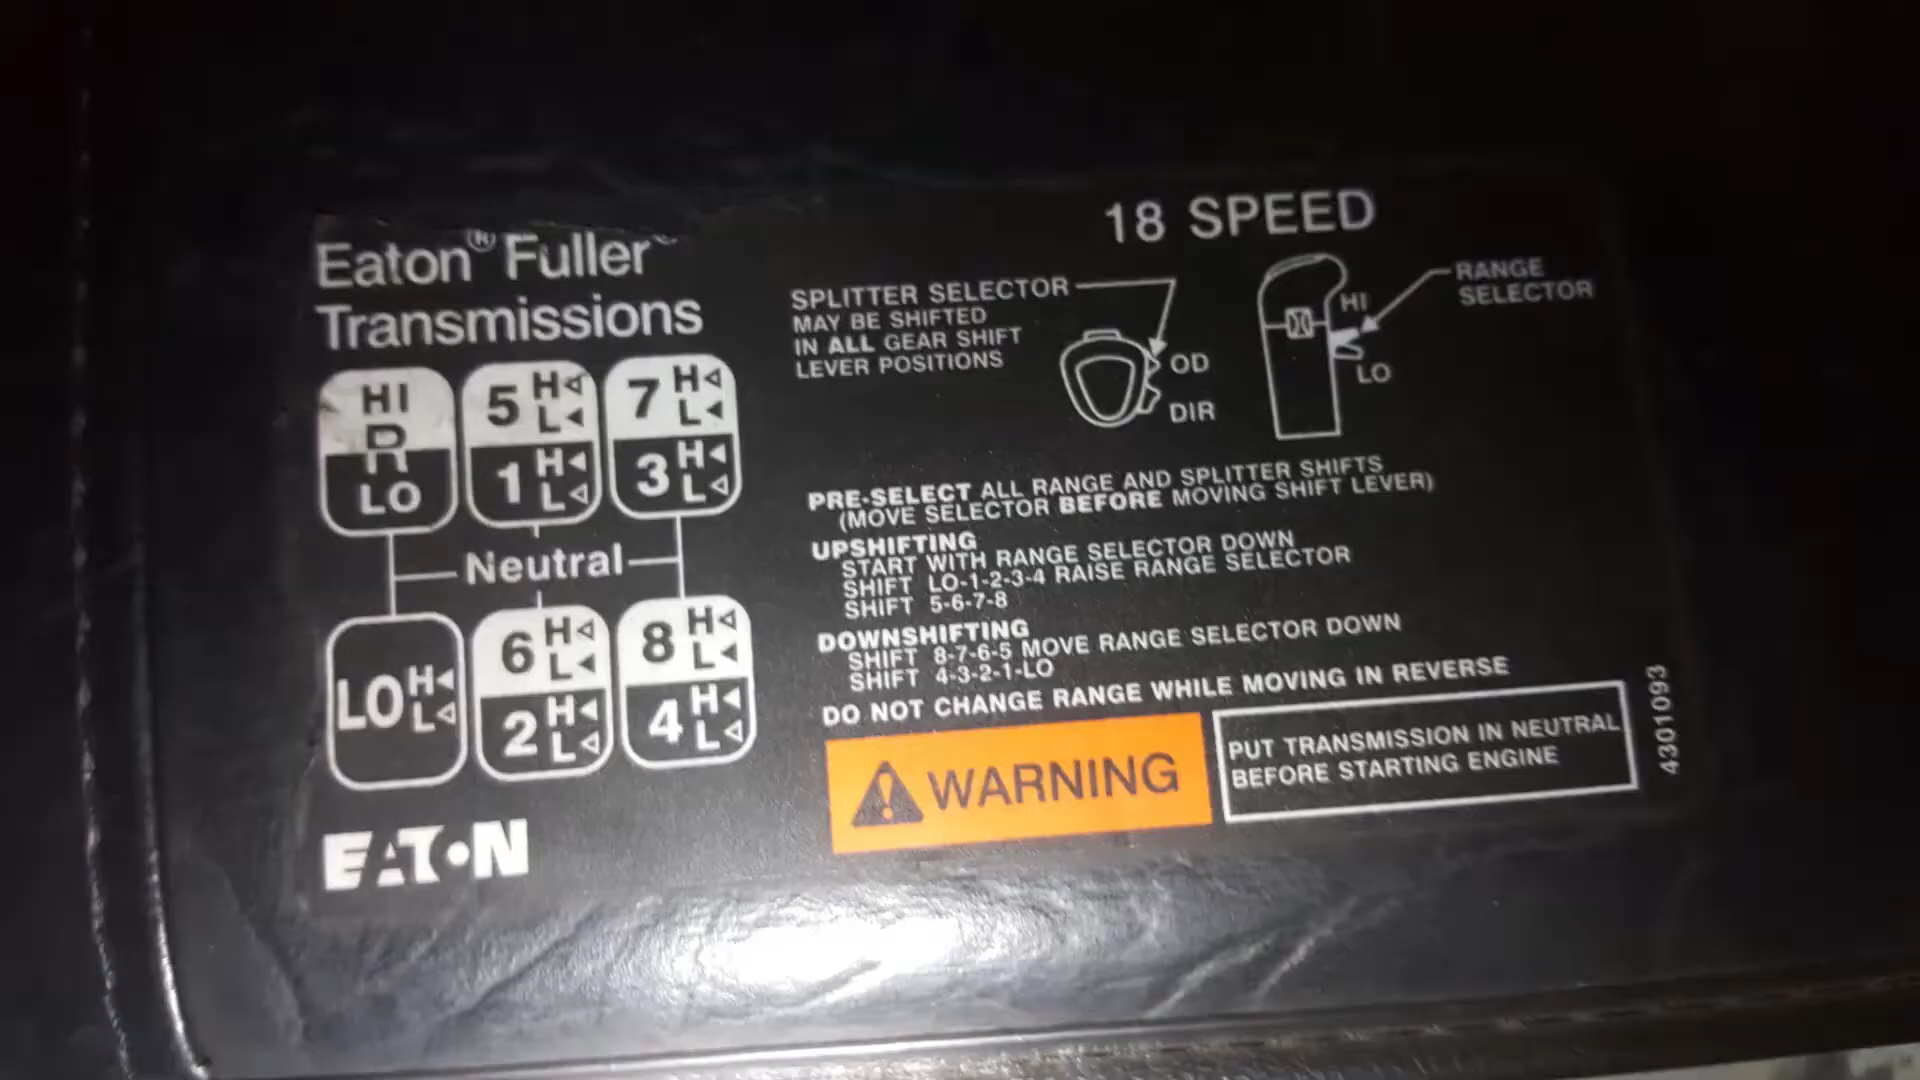 Eaton® Fuller
Transmissions
HI
R
LO
5 H
L
1 H
L
7 H
L
3 H
L
Neutral
LO H
L
6 H
L
2 H
L
8 H
L
4 H
L
EATON
18 SPEED
SPLITTER SELECTOR
MAY BE SHIFTED
IN ALL GEAR SHIFT
LEVER POSITIONS
OD
DIR
HI
LO
RANGE
SELECTOR
PRE-SELECT ALL RANGE AND SPLITTER SHIFTS
(MOVE SELECTOR BEFORE MOVING SHIFT LEVER)
UPSHIFTING
START WITH RANGE SELECTOR DOWN
SHIFT LO-1-2-3-4 RAISE RANGE SELECTOR
SHIFT 5-6-7-8
DOWNSHIFTING
SHIFT 8-7-6-5 MOVE RANGE SELECTOR DOWN
SHIFT 4-3-2-1-LO
DO NOT CHANGE RANGE WHILE MOVING IN REVERSE
WARNING
PUT TRANSMISSION IN NEUTRAL
BEFORE STARTING ENGINE
4301093